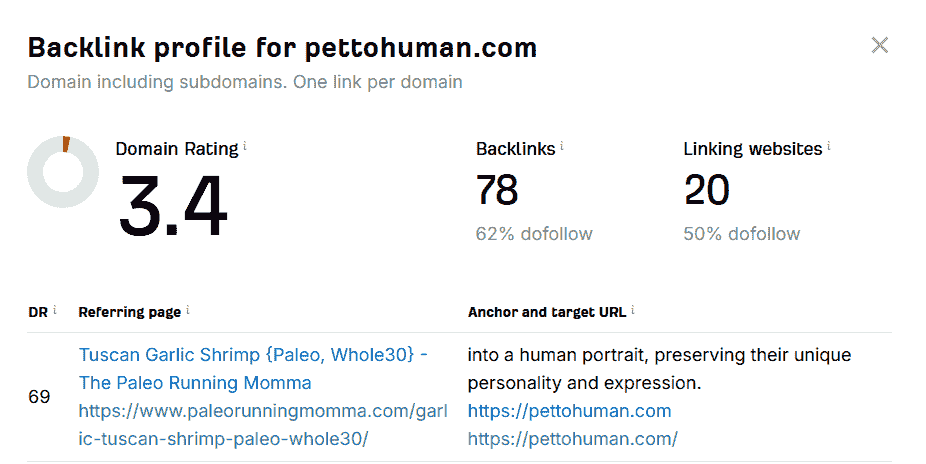 Backlink profile for pettohuman.com
Domain including subdomains. One link per domain
Domain Rating i
3.4
Backlinks i
78
62% dofollow
Linking websites i
20
50% dofollow
DR i Referring page i Anchor and target URL i
69
Tuscan Garlic Shrimp {Paleo, Whole30} -
The Paleo Running Momma
https://www.paleorunningmomma.com/garl
ic-tuscan-shrimp-paleo-whole30/
into a human portrait, preserving their unique
personality and expression.
https://pettohuman.com
https://pettohuman.com/